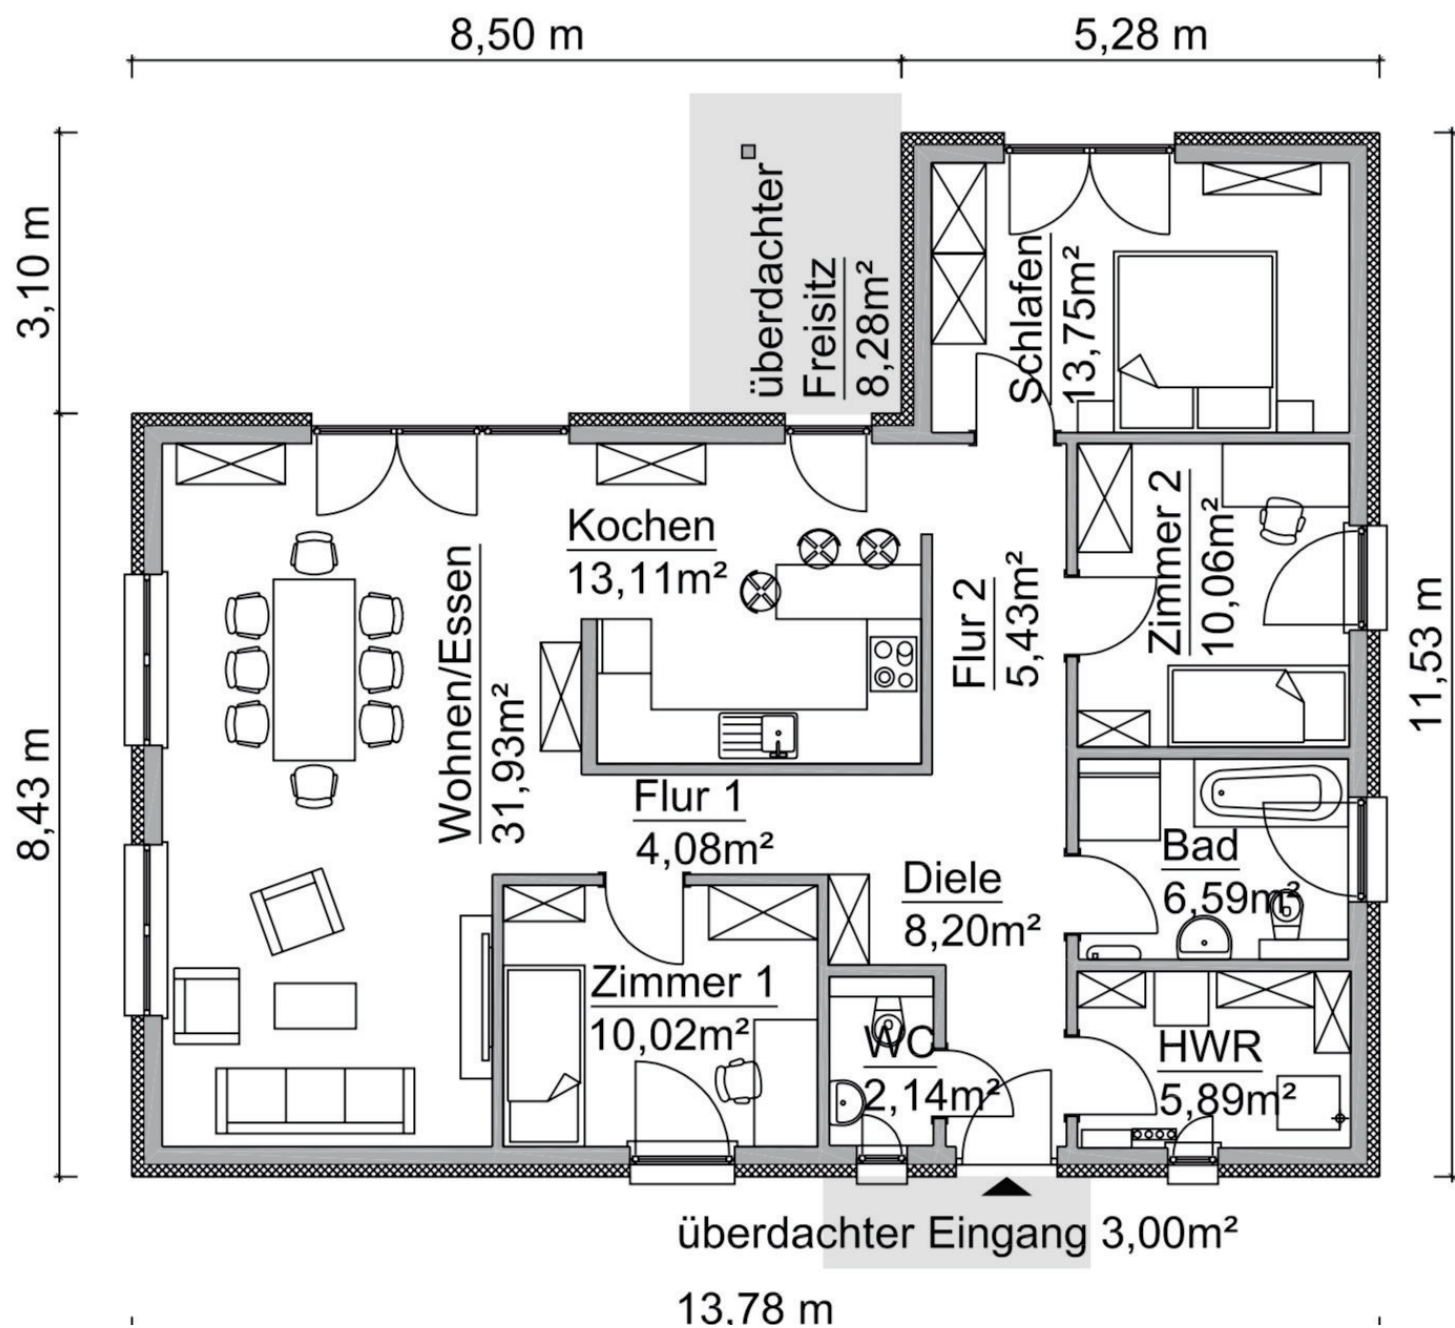 8,50 m
5,28 m
3,10 m
8,43 m
11,53 m
überdachter
Freisitz
8,28m²
Schlafen
13,75m²
Kochen
13,11m²
Wohnen/Essen
31,93m²
Flur 2
5,43m²
Zimmer 2
10,06m²
Flur 1
4,08m²
Diele
8,20m²
Bad
6,59m²
Zimmer 1
10,02m²
WC
2,14m²
HWR
5,89m²
überdachter Eingang 3,00m²
13,78 m